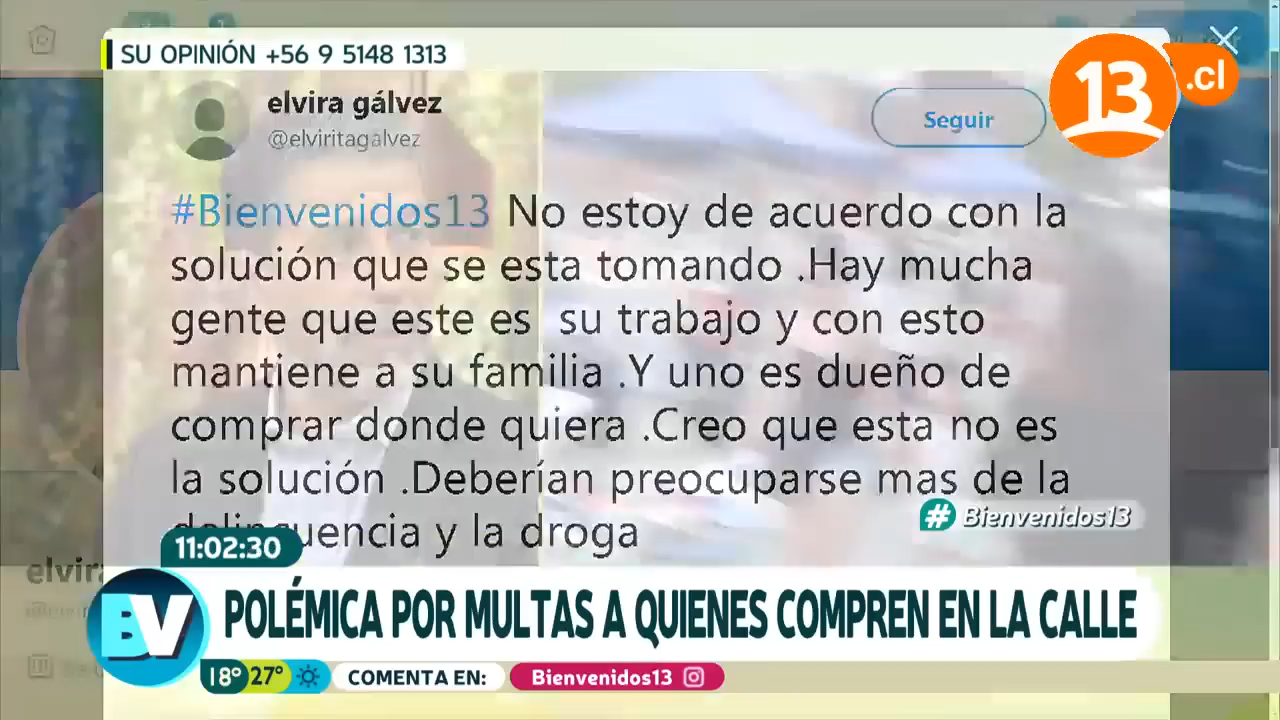 SU OPINIÓN +56 9 5148 1313
13.cl
elvira gálvez
@elviritagalvez
Seguir
#Bienvenidos13 No estoy de acuerdo con la
solución que se esta tomando .Hay mucha
gente que este es su trabajo y con esto
mantiene a su familia .Y uno es dueño de
comprar donde quiera .Creo que esta no es
la solución .Deberían preocuparse mas de la
delincuencia y la droga
# Bienvenidos13
11:02:30
elvir
BV
POLÉMICA POR MULTAS A QUIENES COMPREN EN LA CALLE
18° 27°
COMENTA EN:
Bienvenidos13